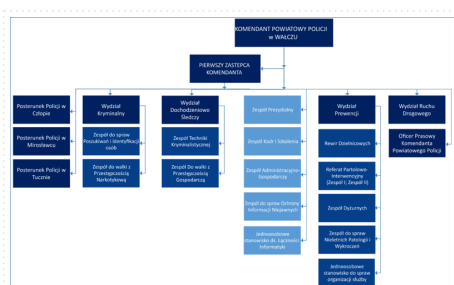 KOMENDANT POWIATOWY POLICJI
w WAŁCZU
PIERWSZY ZASTĘPCA
KOMENDANTA
Posterunek Policji w
Człopie
Posterunek Policji w
Mirosławcu
Posterunek Policji w
Tucznie
Wydział
Kryminalny
Zespół do spraw
Poszukiwań i Identyfikacji
osób
Zespół do walki z
Przestępczością
Narkotykową
Wydział
Dochodzeniowo
Śledczy
Zespół Techniki
Kryminalistycznej
Zespół Do walki z
Przestępczością
Gospodarczą
Zespół Prezydialny
Zespół Kadr i Szkolenia
Zespół Administracyjno-
Gospodarczy
Zespół do spraw Ochrony
Informacji Niejawnych
Jednoosobowe
stanowisko ds. Łączności i
Informatyki
Wydział
Prewencji
Rewir Dzielnicowych
Referat Patrolowo-
Interwencyjny
(Zespół I; Zespół II)
Zespół Dyżurnych
Zespół do spraw
Nieletnich Patologii i
Wykroczeń
Jednoosobowe
stanowisko do spraw
organizacji służby
Wydział Ruchu
Drogowego
Oficer Prasowy
Komendanta
Powiatowego Policji